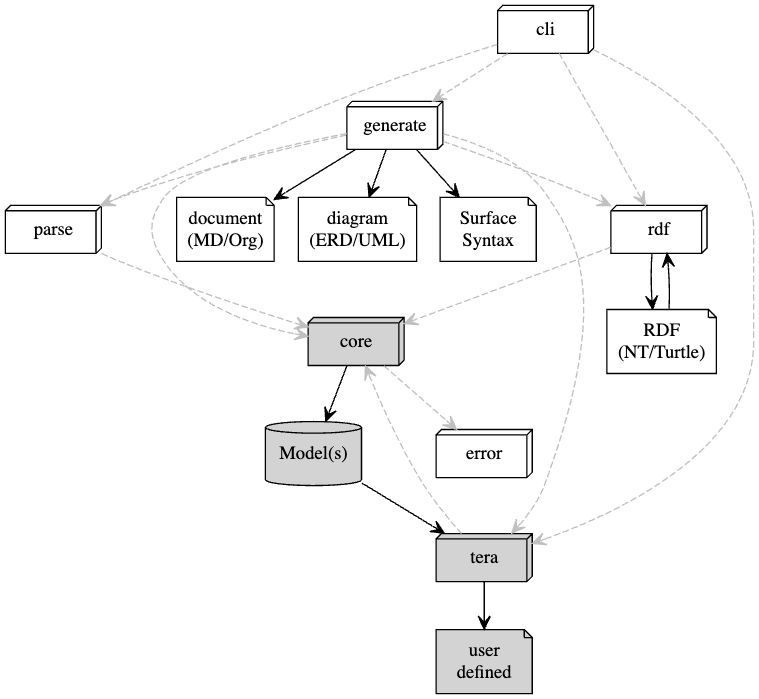 cli
generate
document
(MD/Org)
diagram
(ERD/UML)
Surface
Syntax
parse
rdf
RDF
(NT/Turtle)
core
Model(s)
error
tera
user
defined